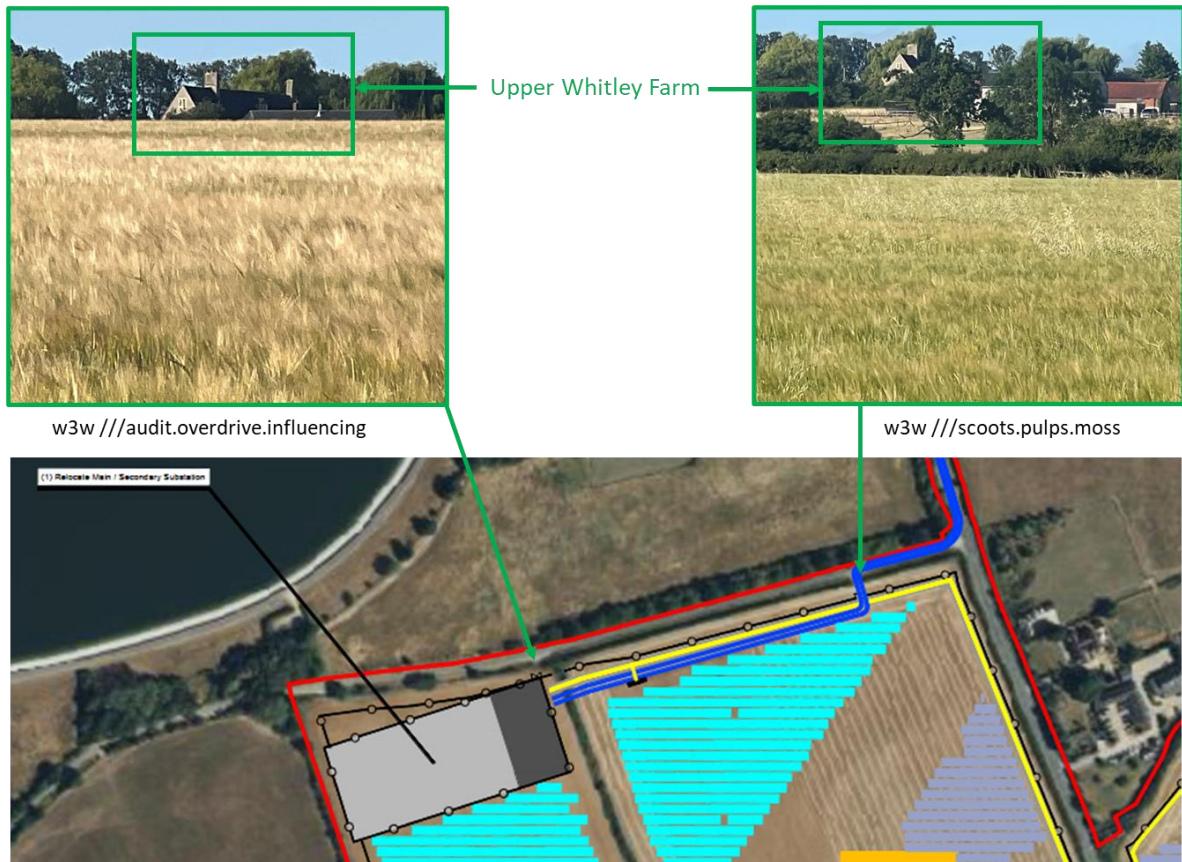 Upper Whitley Farm
w3w ///audit.overdrive.influencing
w3w ///scoots.pulps.moss
(1) Relocate Main / Secondary Substation